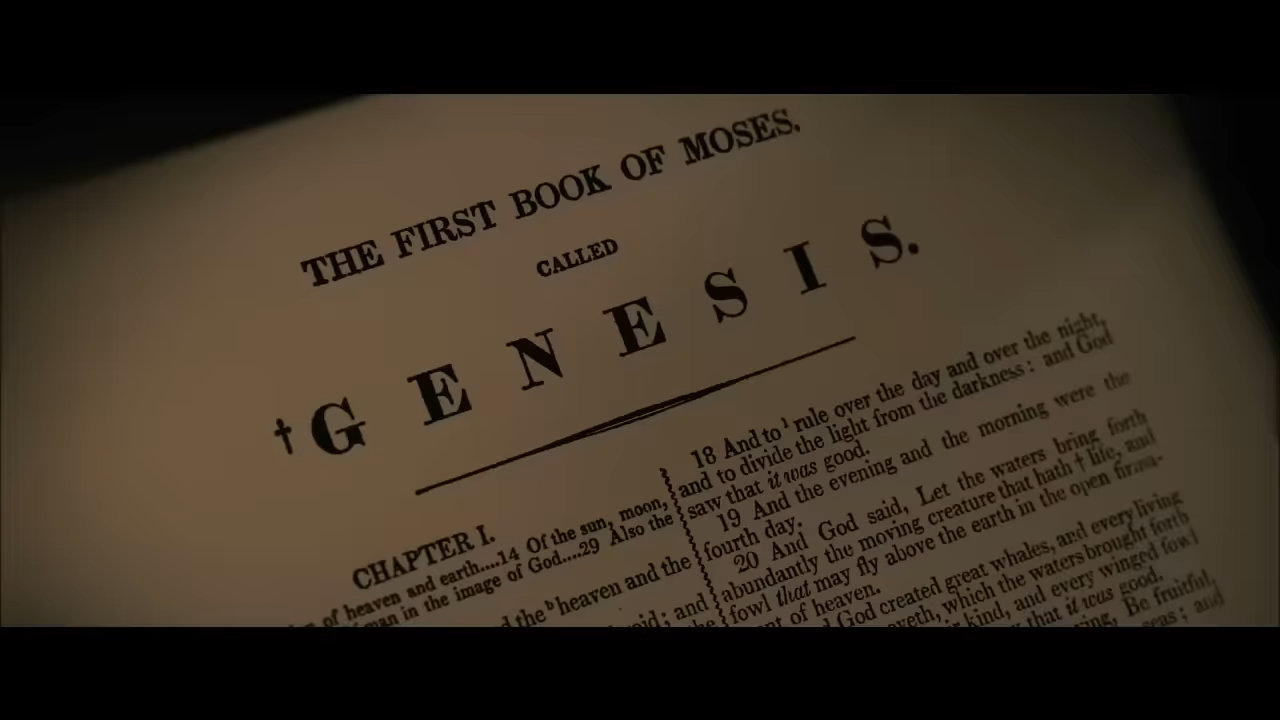 THE FIRST BOOK OF MOSES.
CALLED
†GENESIS.
CHAPTER I.
of heaven and earth....14 Of the sun, moon,
man in the image of God....29 Also the
the ᵇ heaven and the
and
18 And to ¹ rule over the day and over the night,
and to divide the light from the darkness: and God
saw that it was good.
19 And the evening and the morning were the
fourth day.
20 And God said, Let the waters bring forth
abundantly the moving creature that hath † life, and
fowl that may fly above the earth in the open firma-
of heaven.
God created great whales, and every living
which the waters brought forth
kind, and every winged fowl
that it was good.
Be fruitful,
seas; and